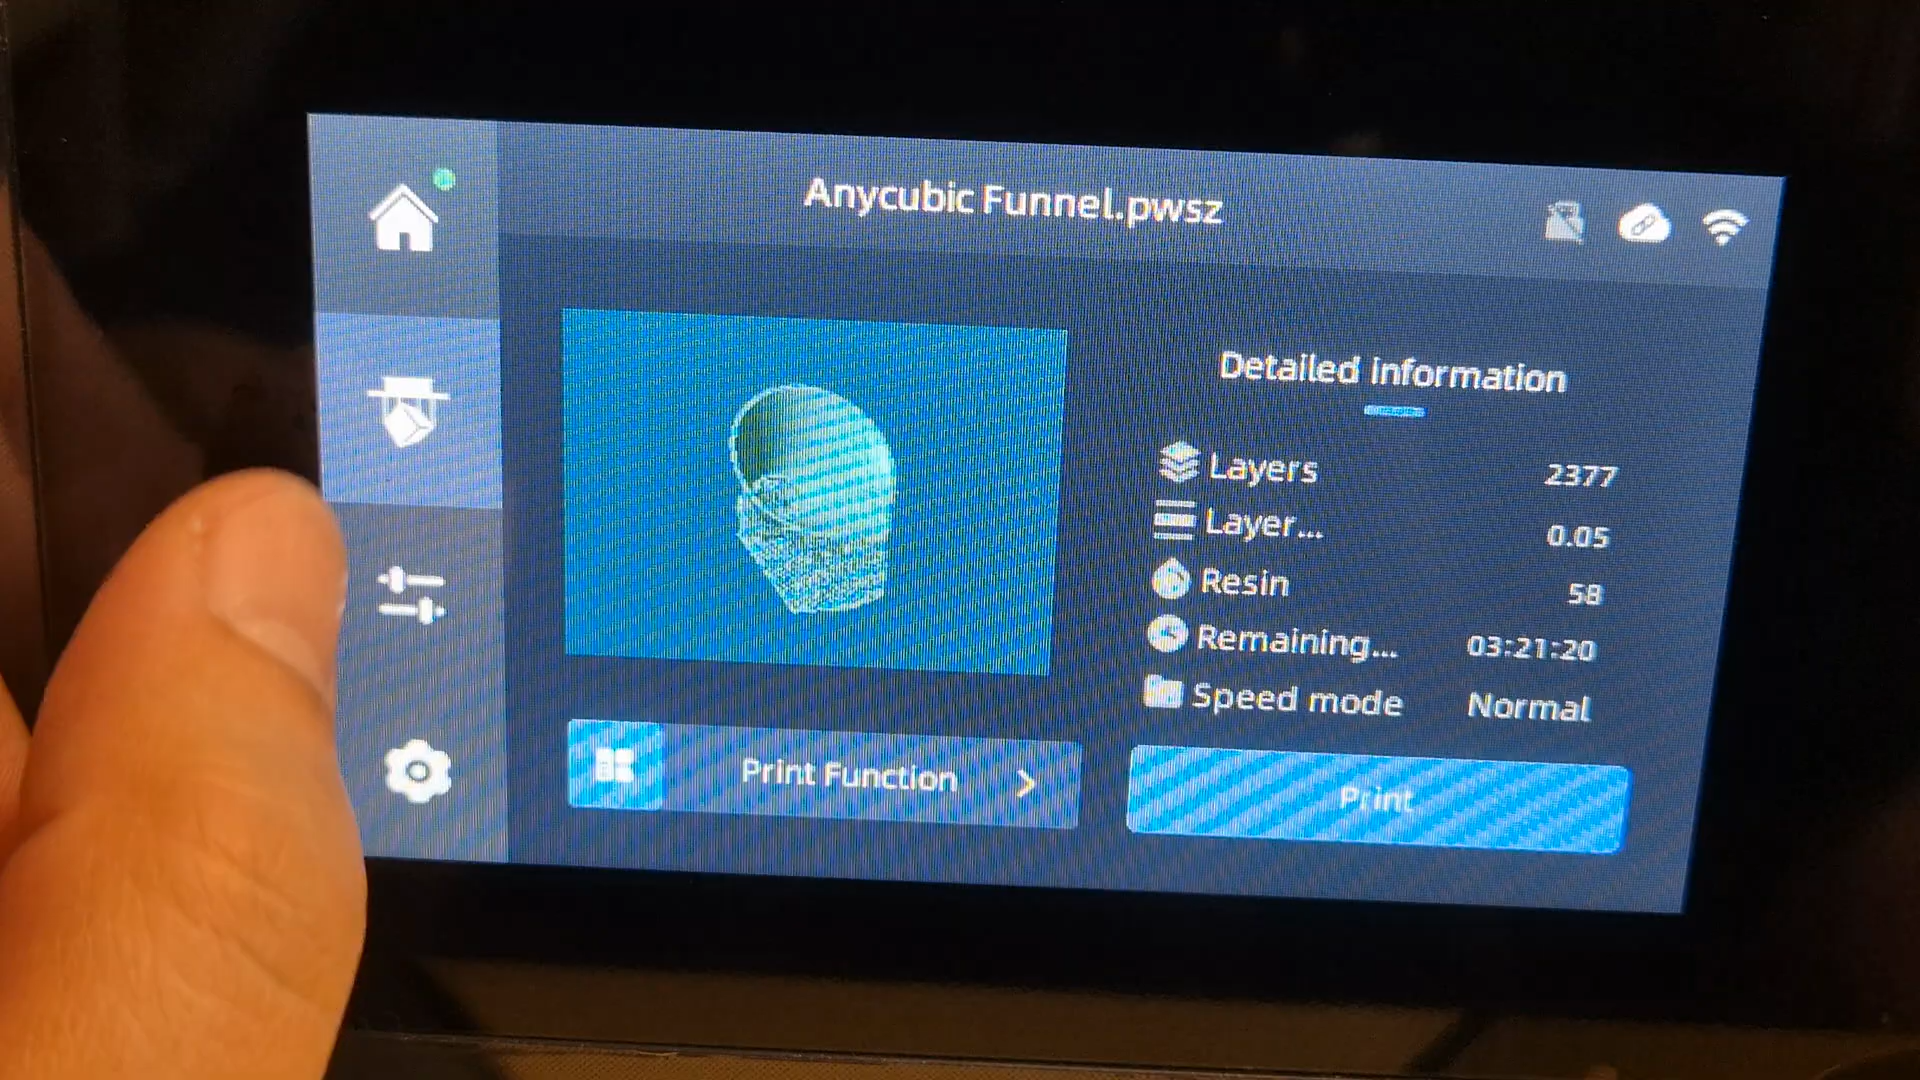 Anycubic Funnel.pwsz
Detailed information
Layers 2377
Layer... 0.05
Resin 58
Remaining... 03:21:20
Speed mode Normal
Print Function
Print